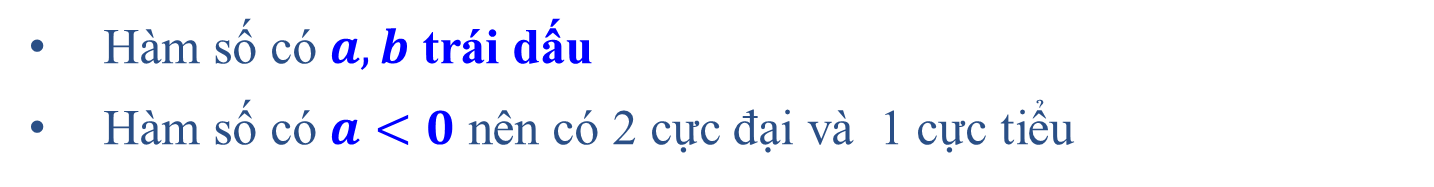 • Hàm số có a, b trái dấu
• Hàm số có a < 0 nên có 2 cực đại và 1 cực tiểu